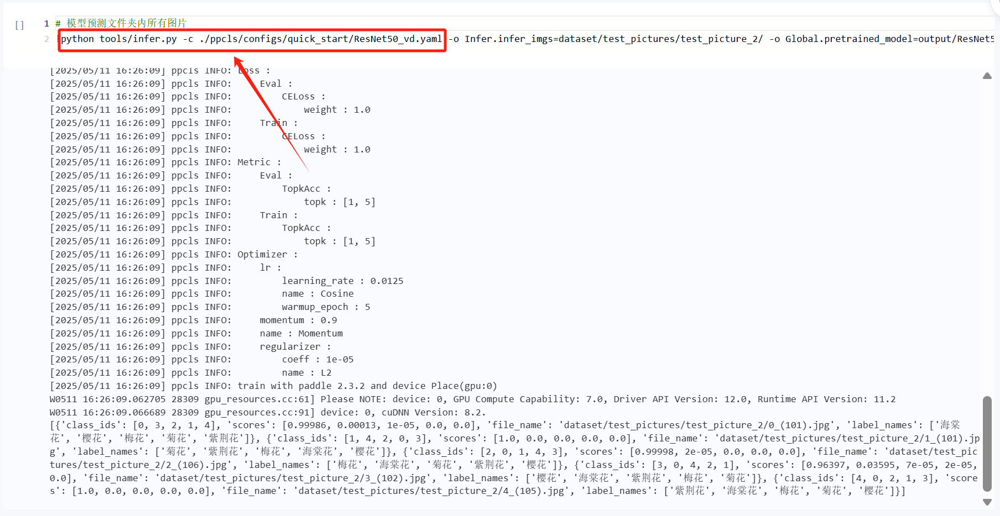 [ ] 1 # 模型预测文件夹内所有图片
2 !python tools/infer.py -c ./ppcls/configs/quick_start/ResNet50_vd.yaml -o Infer.infer_imgs=dataset/test_pictures/test_picture_2/ -o Global.pretrained_model=output/ResNet5
[2025/05/11 16:26:09] ppcls INFO: Loss :
[2025/05/11 16:26:09] ppcls INFO:     Eval :
[2025/05/11 16:26:09] ppcls INFO:         CELoss :
[2025/05/11 16:26:09] ppcls INFO:             weight : 1.0
[2025/05/11 16:26:09] ppcls INFO:     Train :
[2025/05/11 16:26:09] ppcls INFO:         CELoss :
[2025/05/11 16:26:09] ppcls INFO:             weight : 1.0
[2025/05/11 16:26:09] ppcls INFO: Metric :
[2025/05/11 16:26:09] ppcls INFO:     Eval :
[2025/05/11 16:26:09] ppcls INFO:         TopkAcc :
[2025/05/11 16:26:09] ppcls INFO:             topk : [1, 5]
[2025/05/11 16:26:09] ppcls INFO:     Train :
[2025/05/11 16:26:09] ppcls INFO:         TopkAcc :
[2025/05/11 16:26:09] ppcls INFO:             topk : [1, 5]
[2025/05/11 16:26:09] ppcls INFO: Optimizer :
[2025/05/11 16:26:09] ppcls INFO:     lr :
[2025/05/11 16:26:09] ppcls INFO:         learning_rate : 0.0125
[2025/05/11 16:26:09] ppcls INFO:         name : Cosine
[2025/05/11 16:26:09] ppcls INFO:         warmup_epoch : 5
[2025/05/11 16:26:09] ppcls INFO:     momentum : 0.9
[2025/05/11 16:26:09] ppcls INFO:     name : Momentum
[2025/05/11 16:26:09] ppcls INFO:     regularizer :
[2025/05/11 16:26:09] ppcls INFO:         coeff : 1e-05
[2025/05/11 16:26:09] ppcls INFO:         name : L2
[2025/05/11 16:26:09] ppcls INFO: train with paddle 2.3.2 and device Place(gpu:0)
W0511 16:26:09.062705 28309 gpu_resources.cc:61] Please NOTE: device: 0, GPU Compute Capability: 7.0, Driver API Version: 12.0, Runtime API Version: 11.2
W0511 16:26:09.066689 28309 gpu_resources.cc:91] device: 0, cuDNN Version: 8.2.
[{'class_ids': [0, 3, 2, 1, 4], 'scores': [0.99986, 0.00013, 1e-05, 0.0, 0.0], 'file_name': 'dataset/test_pictures/test_picture_2/0_(101).jpg', 'label_names': ['海棠
花', '樱花', '梅花', '菊花', '紫荆花']}, {'class_ids': [1, 4, 2, 0, 3], 'scores': [1.0, 0.0, 0.0, 0.0, 0.0], 'file_name': 'dataset/test_pictures/test_picture_2/1_(101).jp
g', 'label_names': ['菊花', '紫荆花', '梅花', '海棠花', '樱花']}, {'class_ids': [2, 0, 1, 4, 3], 'scores': [0.99998, 2e-05, 0.0, 0.0, 0.0], 'file_name': 'dataset/test_pic
tures/test_picture_2/2_(106).jpg', 'label_names': ['梅花', '海棠花', '菊花', '紫荆花', '樱花']}, {'class_ids': [3, 0, 4, 2, 1], 'scores': [0.96397, 0.03595, 7e-05, 2e-05,
0.0], 'file_name': 'dataset/test_pictures/test_picture_2/3_(102).jpg', 'label_names': ['樱花', '海棠花', '紫荆花', '梅花', '菊花']}, {'class_ids': [4, 0, 2, 1, 3], 'score
s': [1.0, 0.0, 0.0, 0.0, 0.0], 'file_name': 'dataset/test_pictures/test_picture_2/4_(105).jpg', 'label_names': ['紫荆花', '海棠花', '梅花', '菊花', '樱花']}]